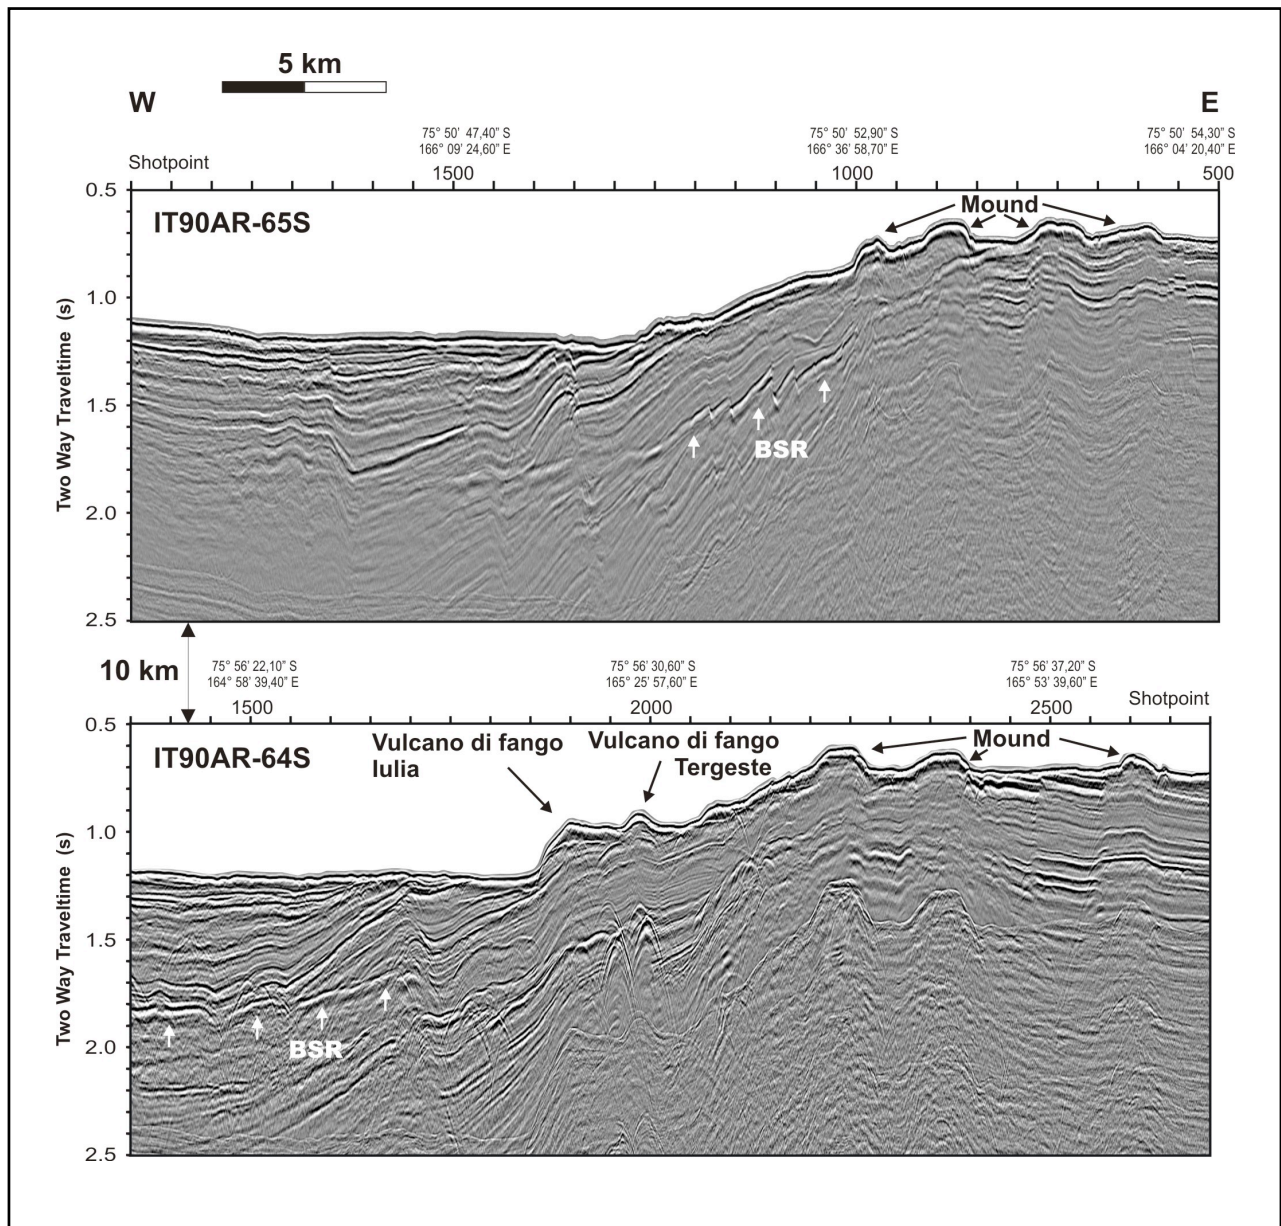 5 km
W
E
75° 50' 47,40" S
166° 09' 24,60" E
75° 50' 52,90" S
166° 36' 58,70" E
75° 50' 54,30" S
166° 04' 20,40" E
Shotpoint
1500
1000
500
0.5
1.0
1.5
2.0
2.5
Two Way Traveltime (s)
IT90AR-65S
Mound
BSR
10 km
75° 56' 22,10" S
164° 58' 39,40" E
75° 56' 30,60" S
165° 25' 57,60" E
75° 56' 37,20" S
165° 53' 39,60" E
1500
2000
2500
Shotpoint
0.5
1.0
1.5
2.0
2.5
Two Way Traveltime (s)
IT90AR-64S
Vulcano di fango
Iulia
Vulcano di fango
Tergeste
Mound
BSR